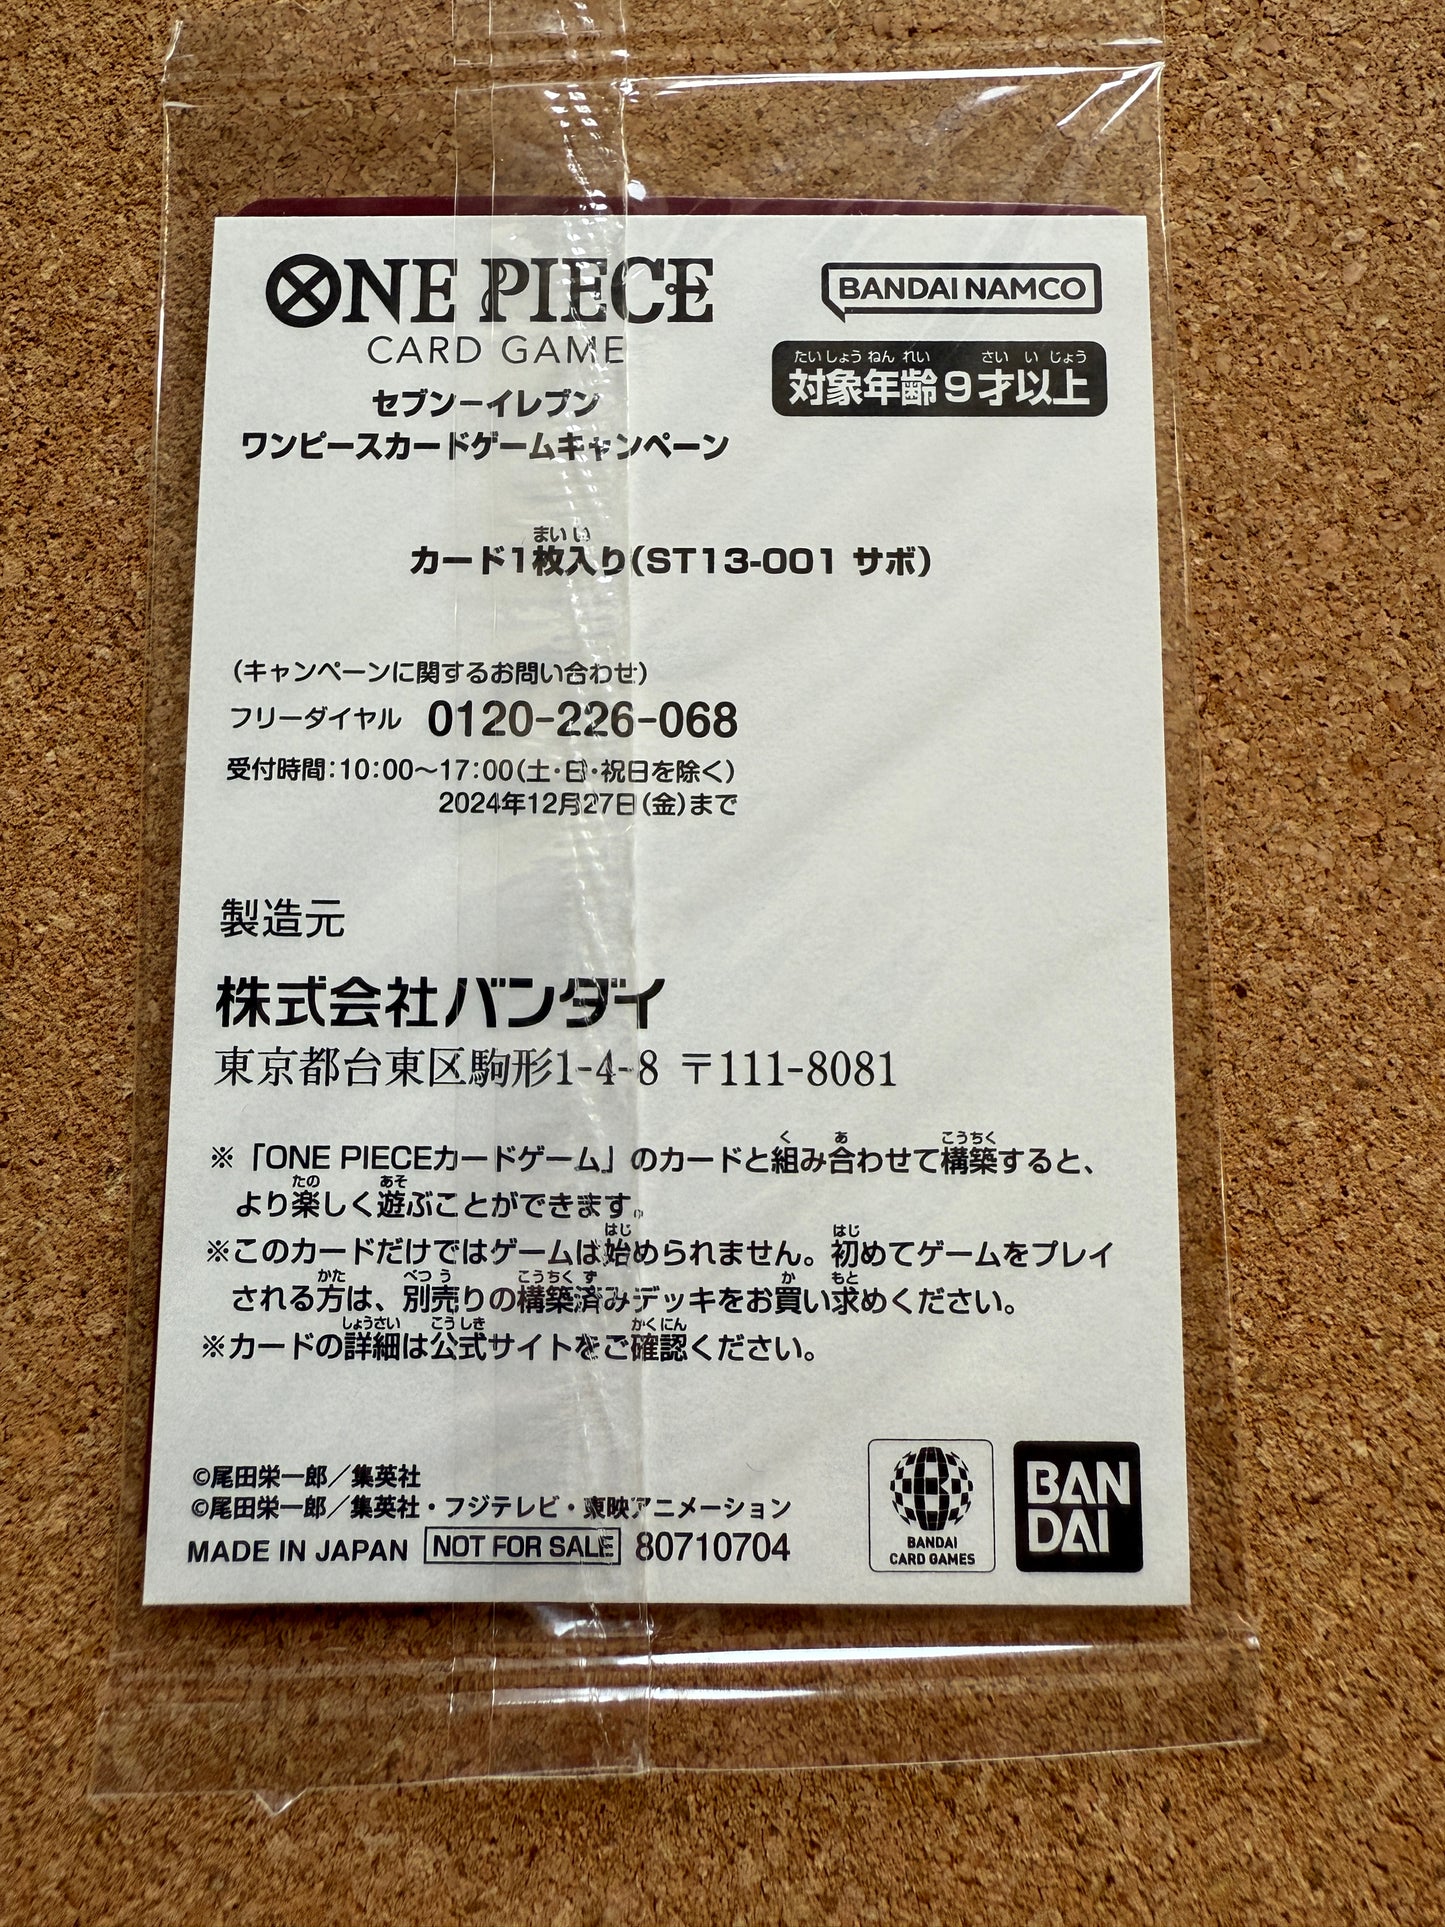 ONE PIECE
CARD GAME
BANDAI NAMCO
たいしょうねんれい さいいじょう
対象年齢9才以上
セブン‐イレブン
ワンピースカードゲームキャンペーン
まいい
カード1枚入り(ST13-001 サボ)
(キャンペーンに関するお問い合わせ)
フリーダイヤル 0120-226-068
受付時間:10:00〜17:00(土・日・祝日を除く)
2024年12月27日(金)まで
製造元
株式会社バンダイ
東京都台東区駒形1-4-8 〒111-8081
く あ こうちく
※「ONE PIECEカードゲーム」のカードと組み合わせて構築すると、
たの あそ
より楽しく遊ぶことができます。
はじ はじ
※このカードだけではゲームは始められません。初めてゲームをプレイ
かた べつう こうちくず か もと
される方は、別売りの構築済みデッキをお買い求めください。
しょうさい こうしき かくにん
※カードの詳細は公式サイトをご確認ください。
©尾田栄一郎/集英社
©尾田栄一郎/集英社・フジテレビ・東映アニメーション
MADE IN JAPAN NOT FOR SALE 80710704
B
BANDAI
CARD GAMES
BAN
DAI